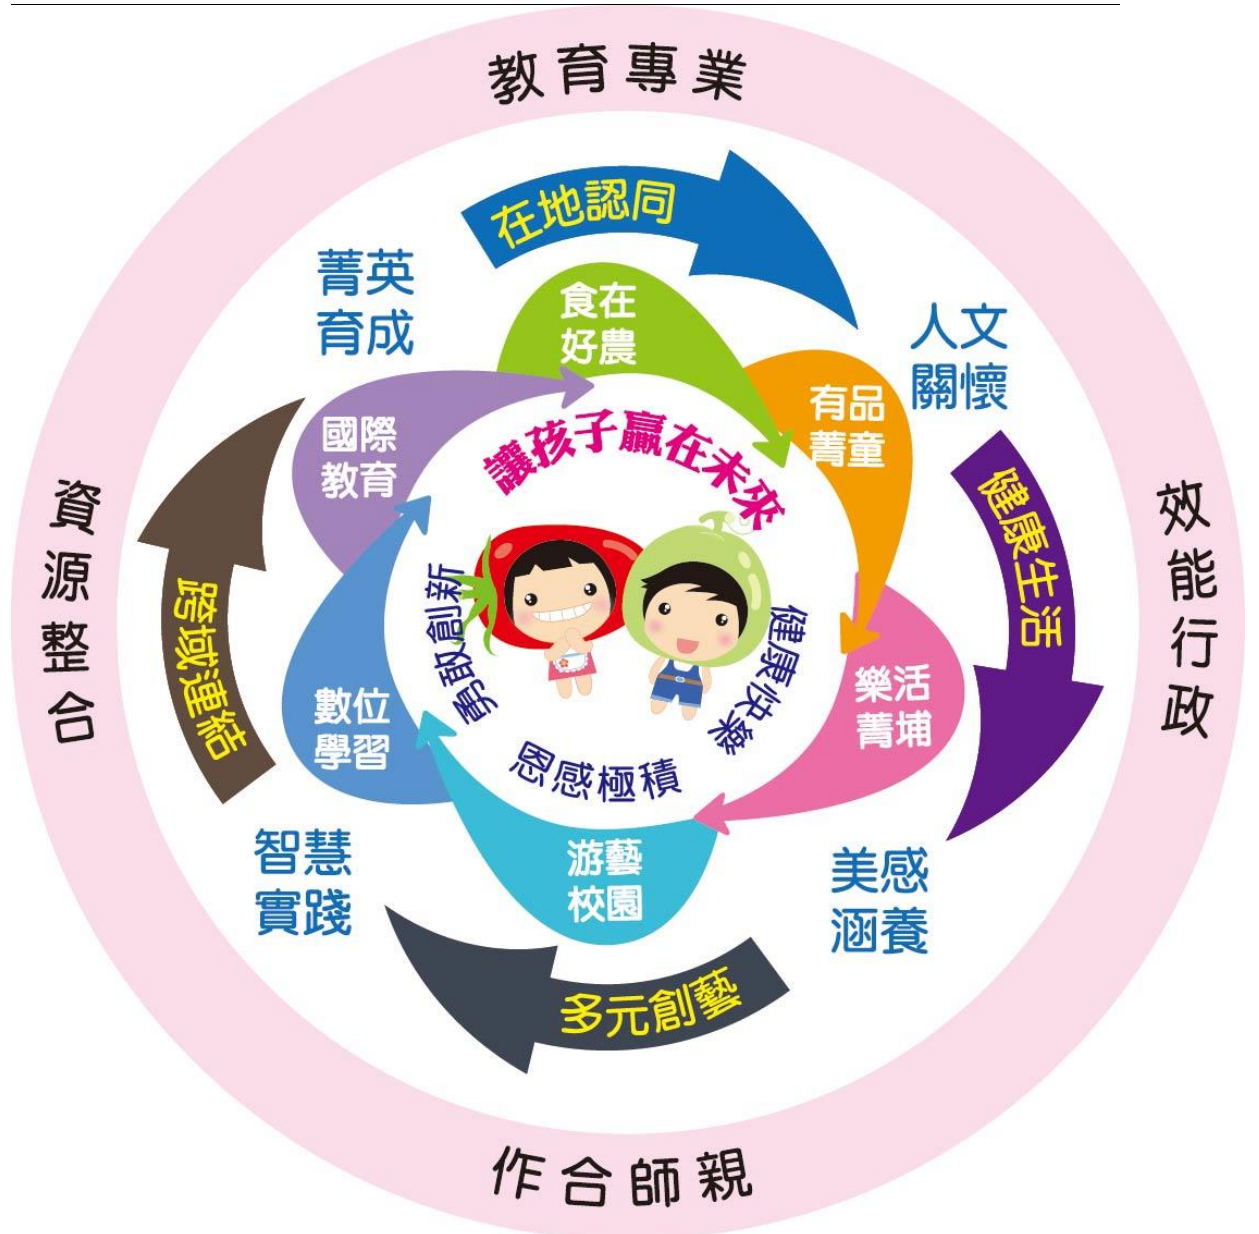 教育專業
在地認同
菁英
育成
人文
關懷
食在
好農
有品
菁童
國際
教育
讓孩子贏在未來
健康生活
效能行政
資源整合
跨域連結
勇敢創新
健康快樂
樂活
菁埔
數位
學習
積極感恩
游藝
校園
智慧
實踐
美感
涵養
多元創藝
親師合作